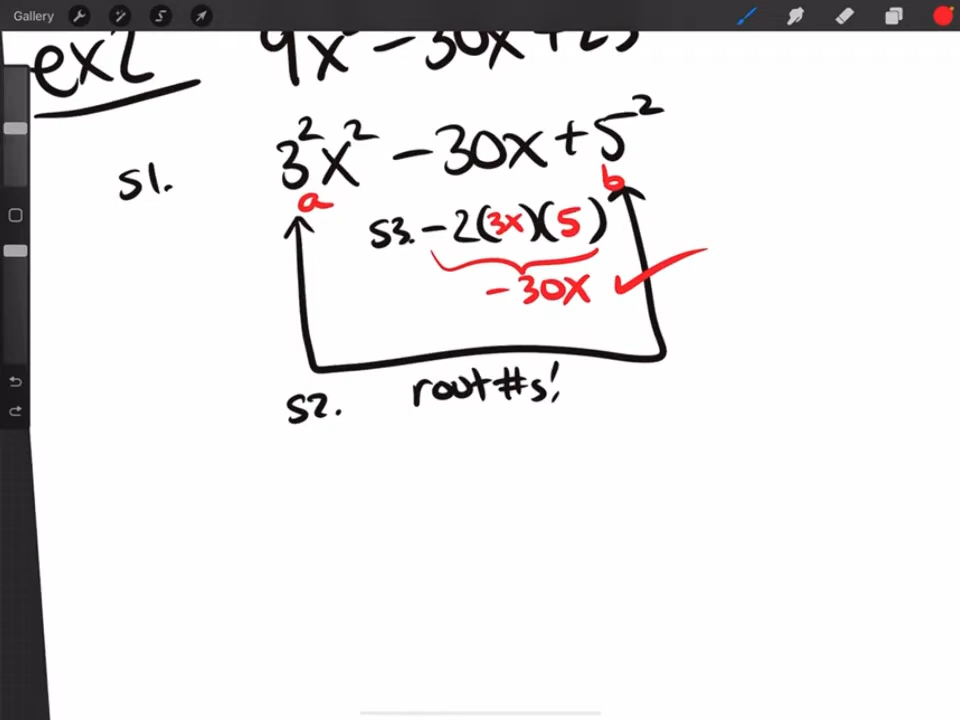 Gallery
ex2 9x² - 30x + 25
s1. 3²x² - 30x + 5²
a b
s3. -2(3x)(5)
-30x ✓
s2. root #s!